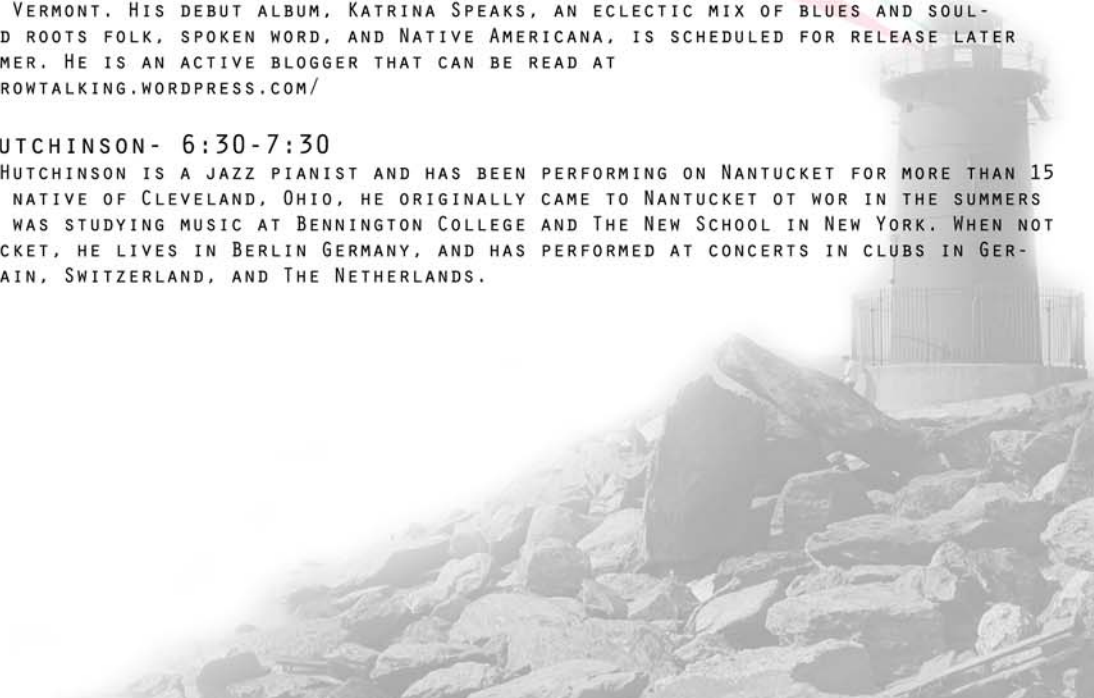 Vermont. His debut album, Katrina Speaks, an eclectic mix of blues and soul-
d roots folk, spoken word, and Native Americana, is scheduled for release later
mer. He is an active blogger that can be read at
rowtalking.wordpress.com/
utchinson- 6:30-7:30
Hutchinson is a jazz pianist and has been performing on Nantucket for more than 15
native of Cleveland, Ohio, he originally came to Nantucket ot wor in the summers
was studying music at Bennington College and The New School in New York. When not
cket, he lives in Berlin Germany, and has performed at concerts in clubs in Ger-
ain, Switzerland, and The Netherlands.